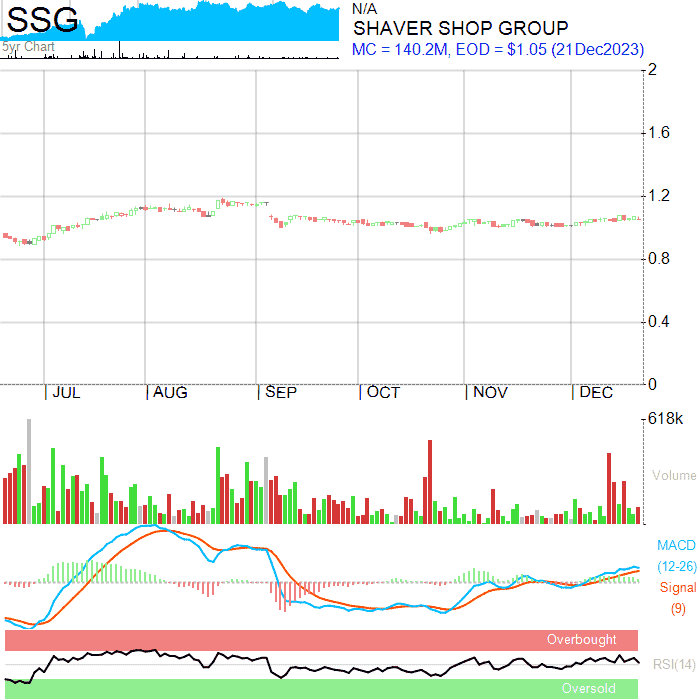 SSG
5yr Chart
N/A
SHAVER SHOP GROUP
MC = 140.2M, EOD = $1.05 (21Dec2023)
2
1.6
1.2
0.8
0.4
0
JUL AUG SEP OCT NOV DEC
618k
Volume
MACD
(12-26)
Signal
(9)
Overbought
RSI(14)
Oversold